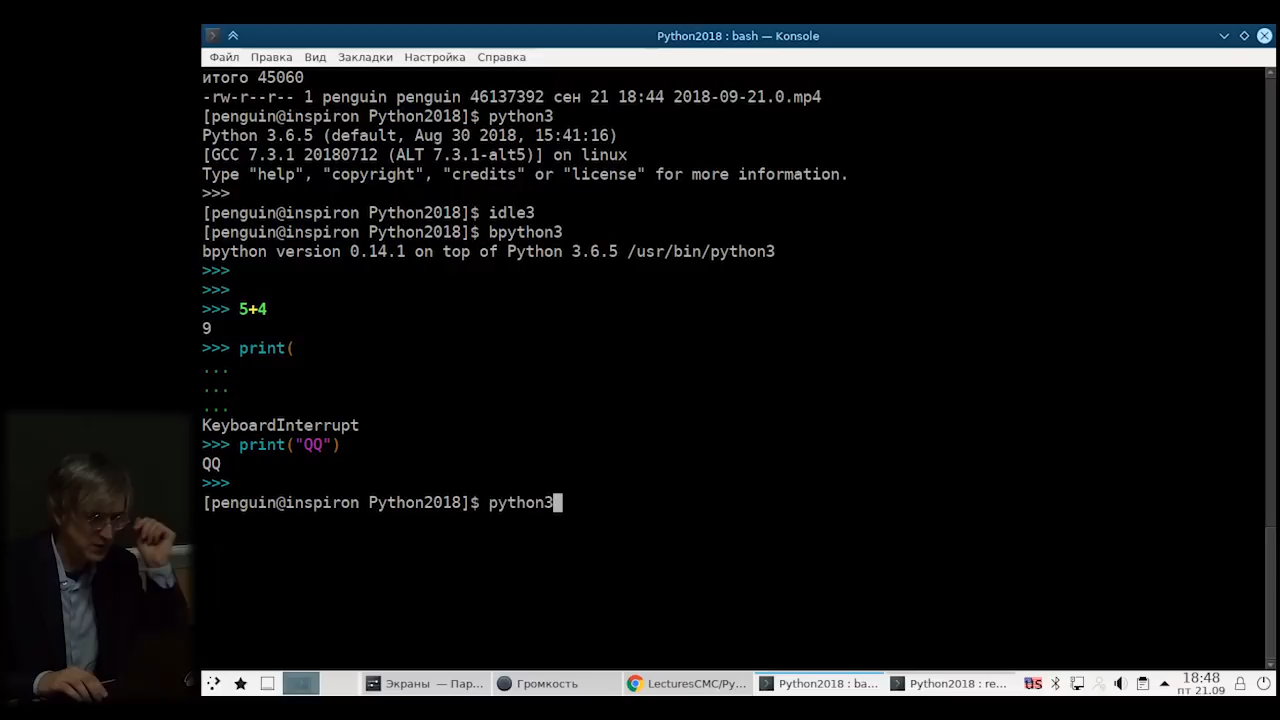 Python2018 : bash — Konsole
Файл Правка Вид Закладки Настройка Справка
итого 45060
-rw-r--r-- 1 penguin penguin 46137392 сен 21 18:44 2018-09-21.0.mp4
[penguin@inspiron Python2018]$ python3
Python 3.6.5 (default, Aug 30 2018, 15:41:16)
[GCC 7.3.1 20180712 (ALT 7.3.1-alt5)] on linux
Type "help", "copyright", "credits" or "license" for more information.
>>>
[penguin@inspiron Python2018]$ idle3
[penguin@inspiron Python2018]$ bpython3
bpython version 0.14.1 on top of Python 3.6.5 /usr/bin/python3
>>>
>>>
>>> 5+4
9
>>> print(
...
...
...
KeyboardInterrupt
>>> print("QQ")
QQ
>>>
[penguin@inspiron Python2018]$ python3
Экраны — Пар... Громкость LecturesCMC/Py... Python2018 : ba... Python2018 : re... us 18:48
пт 21.09